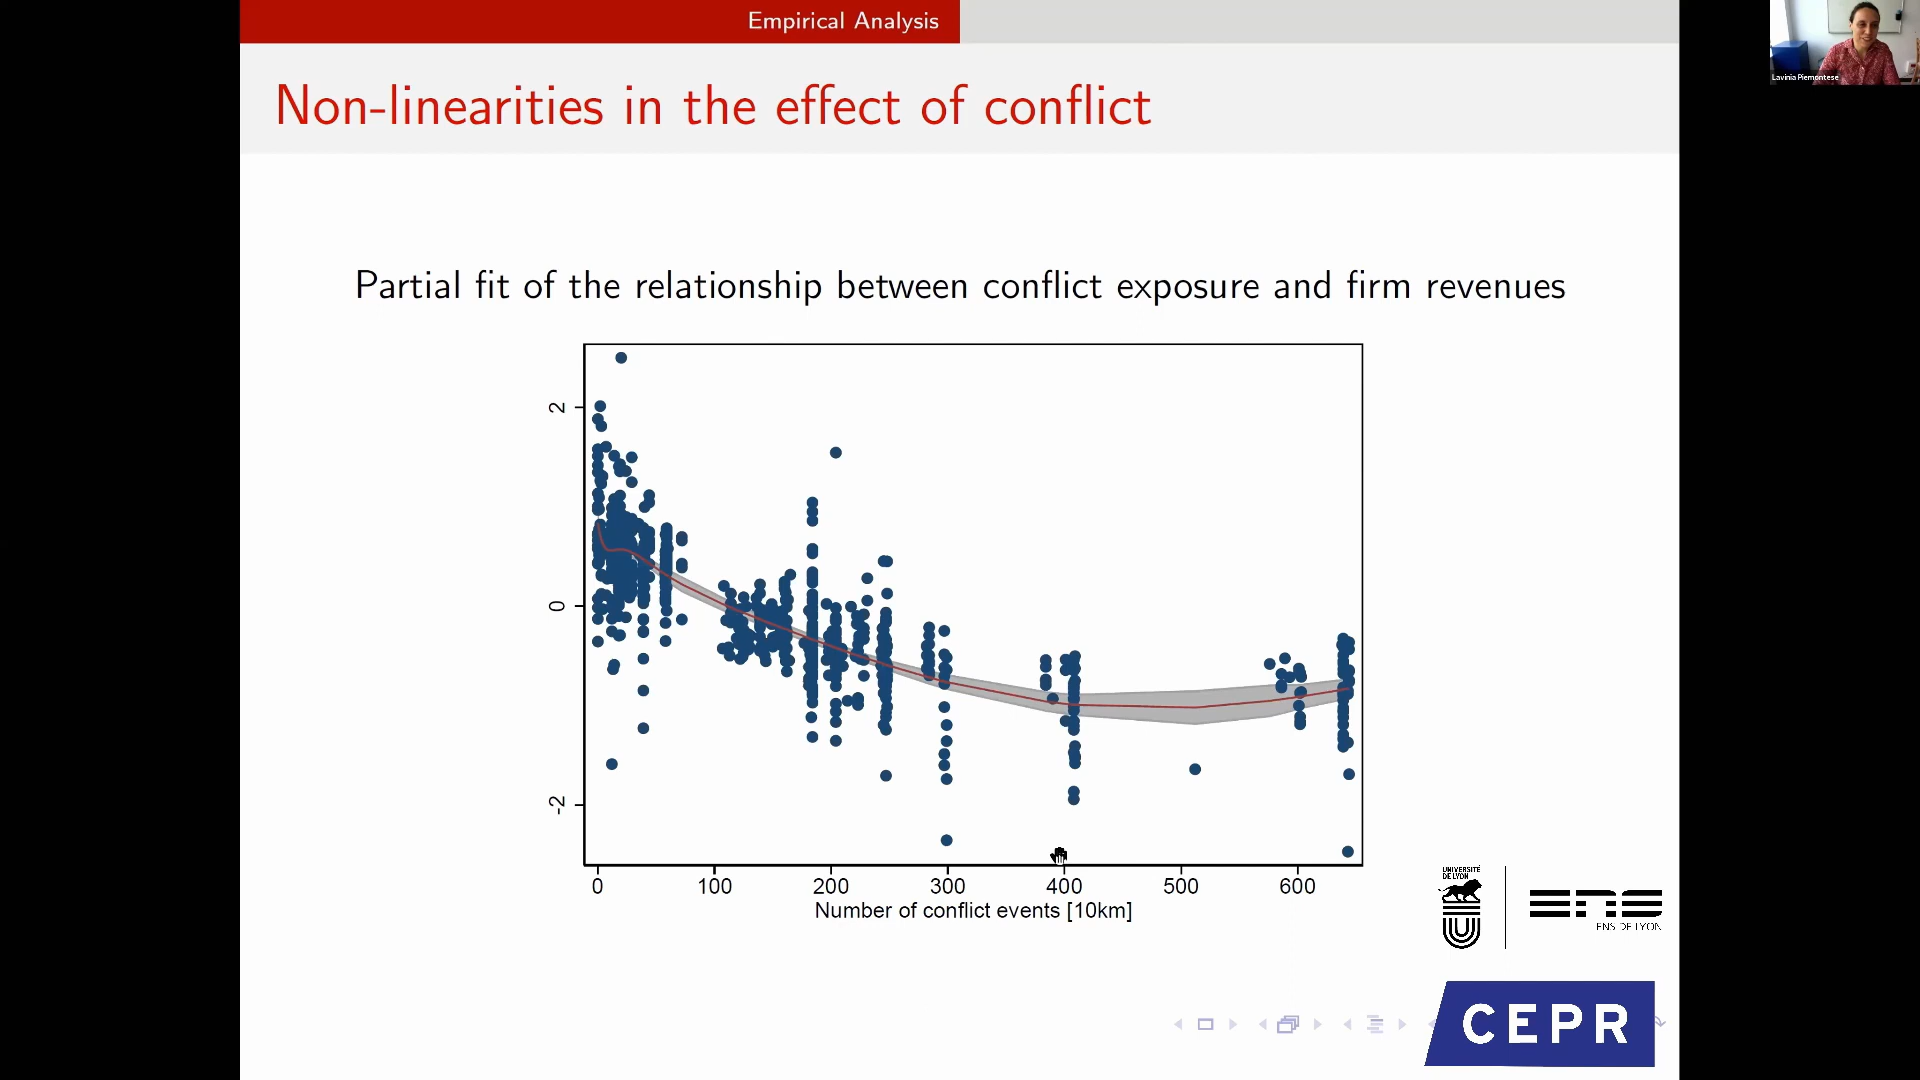 Empirical Analysis
Lavinia Piemontese
Non-linearities in the effect of conflict
Partial fit of the relationship between conflict exposure and firm revenues
2
0
-2
0 100 200 300 400 500 600
Number of conflict events [10km]
UNIVERSITÉ
DE LYON
ENS
ENS DE LYON
CEPR